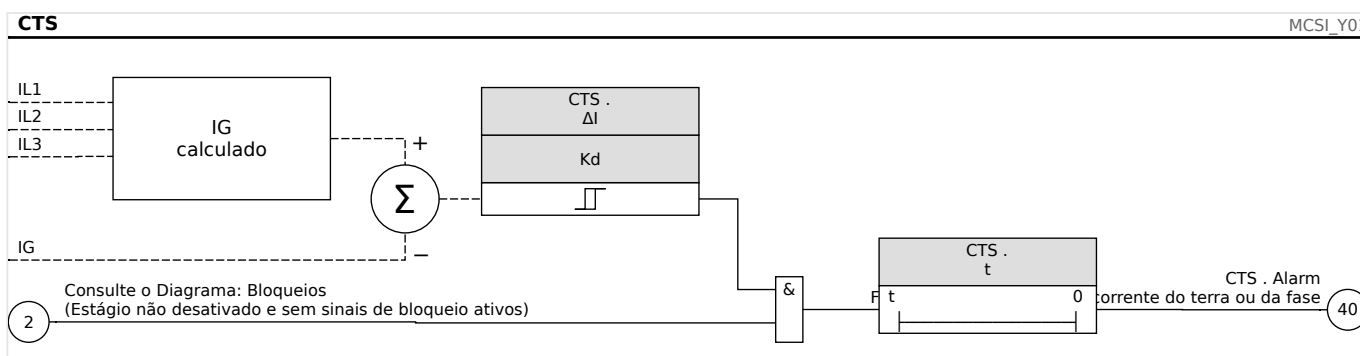 CTS
MCSI_Y01
IL1
IL2
IL3
IG
calculado
+
Σ
CTS .
ΔI
Kd
IG
−
Consulte o Diagrama: Bloqueios
(Estágio não desativado e sem sinais de bloqueio ativos)
2
&
CTS .
t
t
0
CTS . Alarm
corrente do terra ou da fase
40